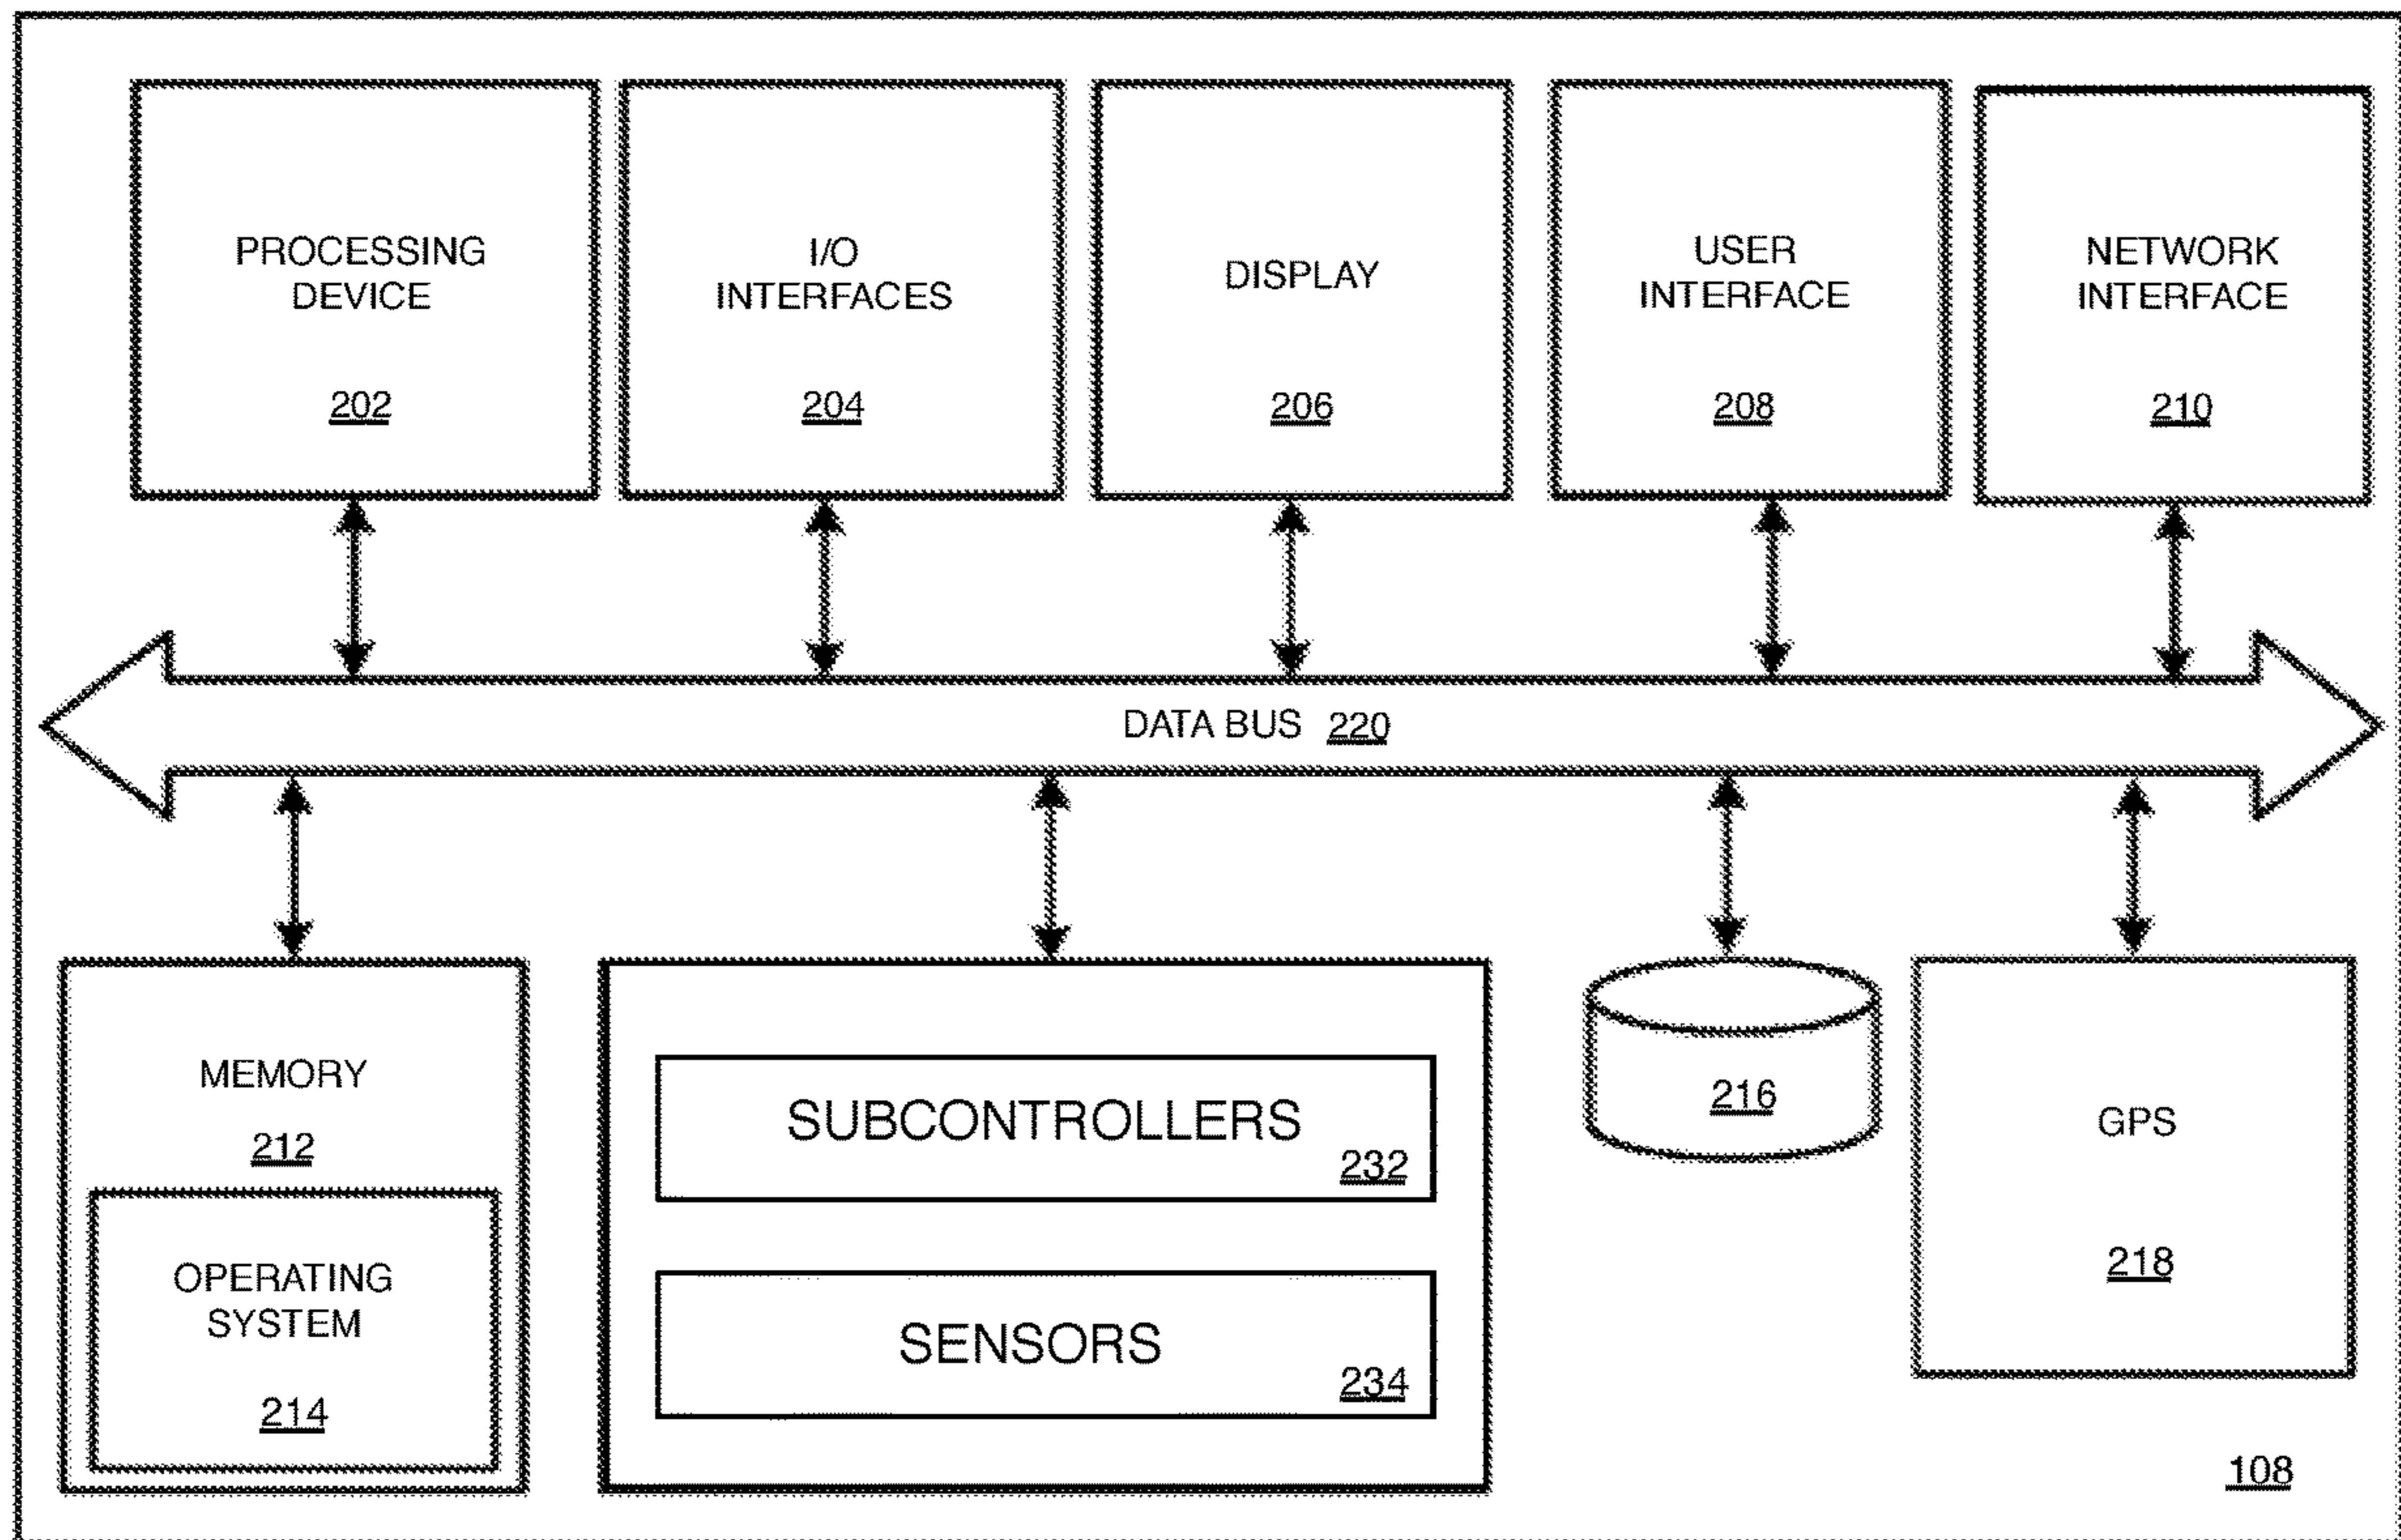 PROCESSING
DEVICE
202
I/O
INTERFACES
204
DISPLAY
206
USER
INTERFACE
208
NETWORK
INTERFACE
210
DATA BUS 220
MEMORY
212
OPERATING
SYSTEM
214
SUBCONTROLLERS
232
SENSORS
234
216
GPS
218
108